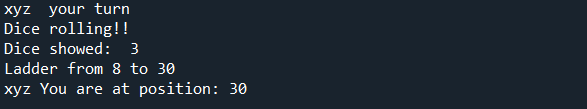 xyz  your turn
Dice rolling!!
Dice showed:  3
Ladder from 8 to 30
xyz You are at position: 30